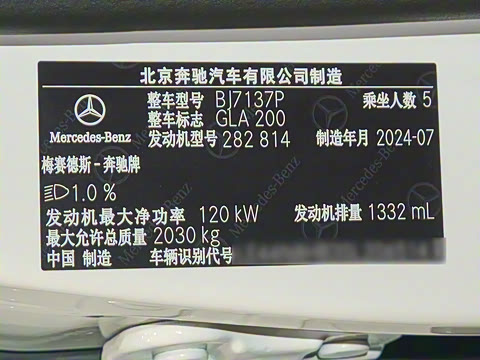 北京奔驰汽车有限公司制造
整车型号 BJ7137P 乘坐人数 5
整车标志 GLA 200
Mercedes-Benz 发动机型号 282 814 制造年月 2024-07
梅赛德斯-奔驰牌
1.0 %
发动机最大净功率 120 kW 发动机排量 1332 mL
最大允许总质量 2030 kg
中国 制造 车辆识别代号